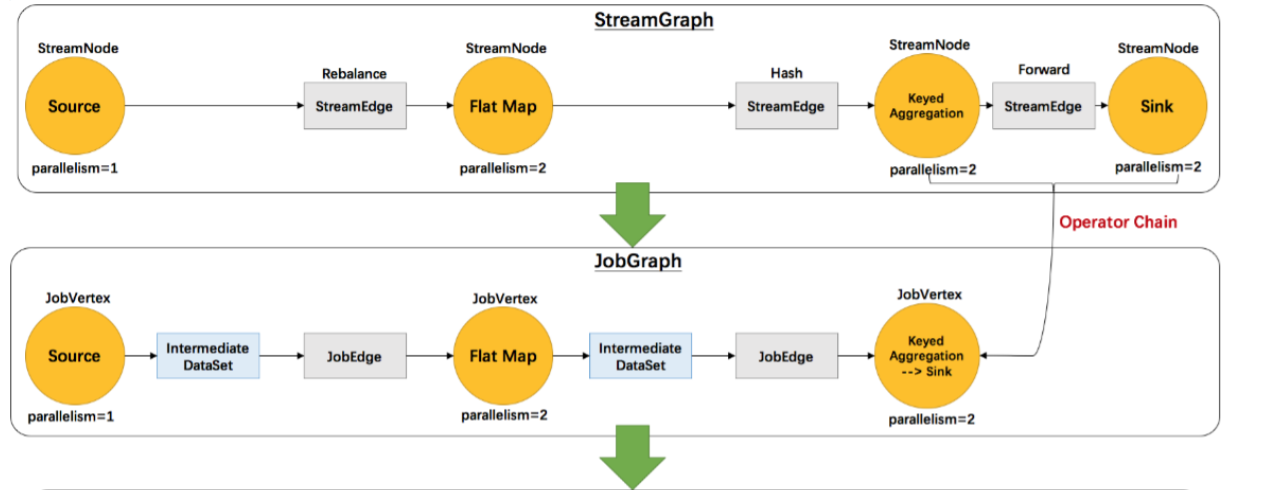 StreamGraph
StreamNode
Source
parallelism=1
Rebalance
StreamEdge
StreamNode
Flat Map
parallelism=2
Hash
StreamEdge
StreamNode
Keyed
Aggregation
parallelism=2
Forward
StreamEdge
StreamNode
Sink
parallelism=2
Operator Chain
JobGraph
JobVertex
Source
parallelism=1
Intermediate
DataSet
JobEdge
JobVertex
Flat Map
parallelism=2
Intermediate
DataSet
JobEdge
JobVertex
Keyed
Aggregation
--> Sink
parallelism=2